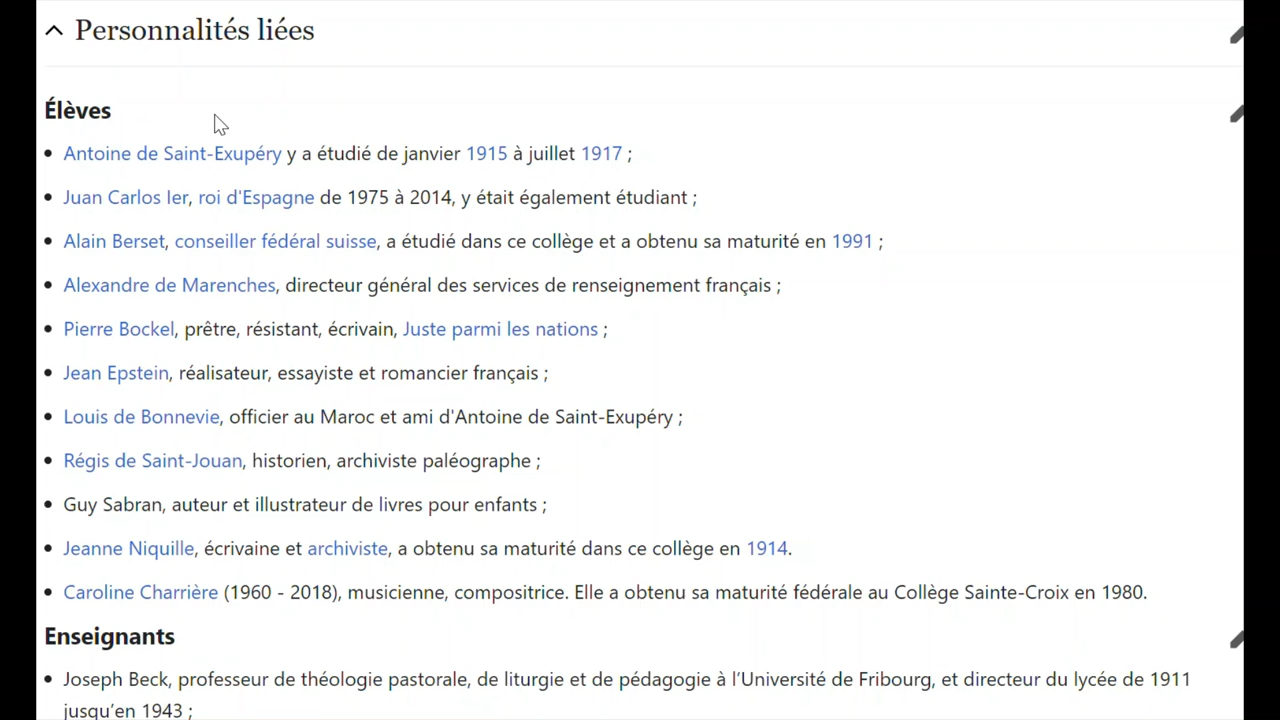 Personnalités liées
Élèves
Antoine de Saint-Exupéry y a étudié de janvier 1915 à juillet 1917 ;
Juan Carlos Ier, roi d'Espagne de 1975 à 2014, y était également étudiant ;
Alain Berset, conseiller fédéral suisse, a étudié dans ce collège et a obtenu sa maturité en 1991 ;
Alexandre de Marenches, directeur général des services de renseignement français ;
Pierre Bockel, prêtre, résistant, écrivain, Juste parmi les nations ;
Jean Epstein, réalisateur, essayiste et romancier français ;
Louis de Bonnevie, officier au Maroc et ami d'Antoine de Saint-Exupéry ;
Régis de Saint-Jouan, historien, archiviste paléographe ;
Guy Sabran, auteur et illustrateur de livres pour enfants ;
Jeanne Niquille, écrivaine et archiviste, a obtenu sa maturité dans ce collège en 1914.
Caroline Charrière (1960 - 2018), musicienne, compositrice. Elle a obtenu sa maturité fédérale au Collège Sainte-Croix en 1980.
Enseignants
Joseph Beck, professeur de théologie pastorale, de liturgie et de pédagogie à l’Université de Fribourg, et directeur du lycée de 1911
jusqu’en 1943 ;